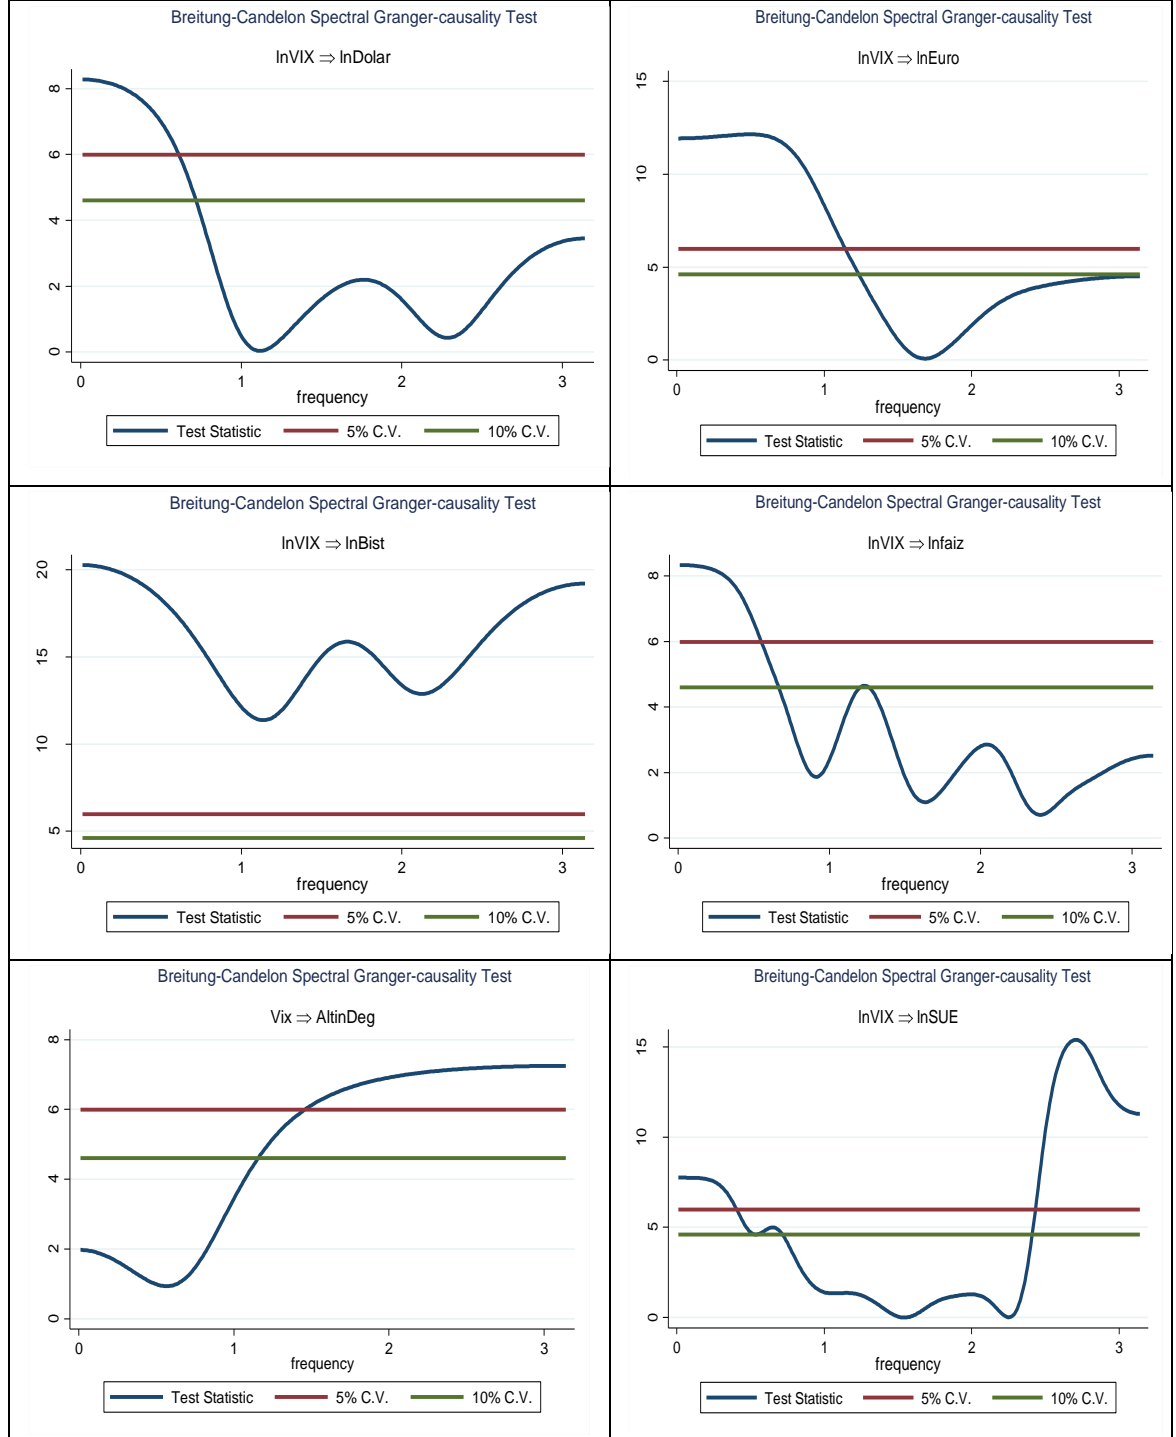 Breitung-Candelon Spectral Granger-causality Test
lnVIX ⇒ lnDolar
8
6
4
2
0
0 1 2 3
frequency
Test Statistic 5% C.V. 10% C.V.
Breitung-Candelon Spectral Granger-causality Test
lnVIX ⇒ lnEuro
15
10
5
0
0 1 2 3
frequency
Test Statistic 5% C.V. 10% C.V.
Breitung-Candelon Spectral Granger-causality Test
lnVIX ⇒ lnBist
20
15
10
5
0 1 2 3
frequency
Test Statistic 5% C.V. 10% C.V.
Breitung-Candelon Spectral Granger-causality Test
lnVIX ⇒ lnfaiz
8
6
4
2
0
0 1 2 3
frequency
Test Statistic 5% C.V. 10% C.V.
Breitung-Candelon Spectral Granger-causality Test
Vix ⇒ AltinDeg
8
6
4
2
0
0 1 2 3
frequency
Test Statistic 5% C.V. 10% C.V.
Breitung-Candelon Spectral Granger-causality Test
lnVIX ⇒ lnSUE
15
10
5
0
0 1 2 3
frequency
Test Statistic 5% C.V. 10% C.V.